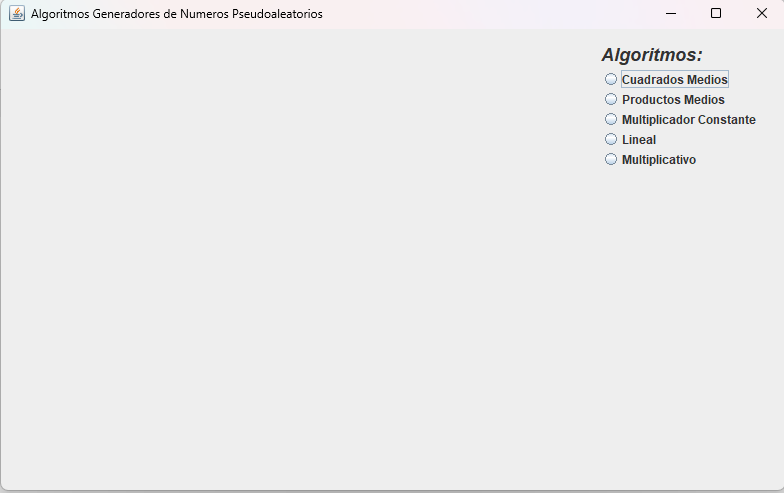 Algoritmos Generadores de Numeros Pseudoaleatorios
Algoritmos:
Cuadrados Medios
Productos Medios
Multiplicador Constante
Lineal
Multiplicativo